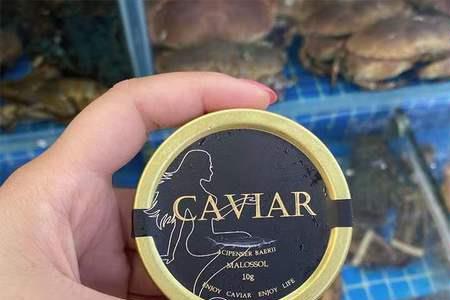 CAVIAR
ACIPENSER BAERII
MALOSSOL
10g
ENJOY CAVIAR ENJOY LIFE